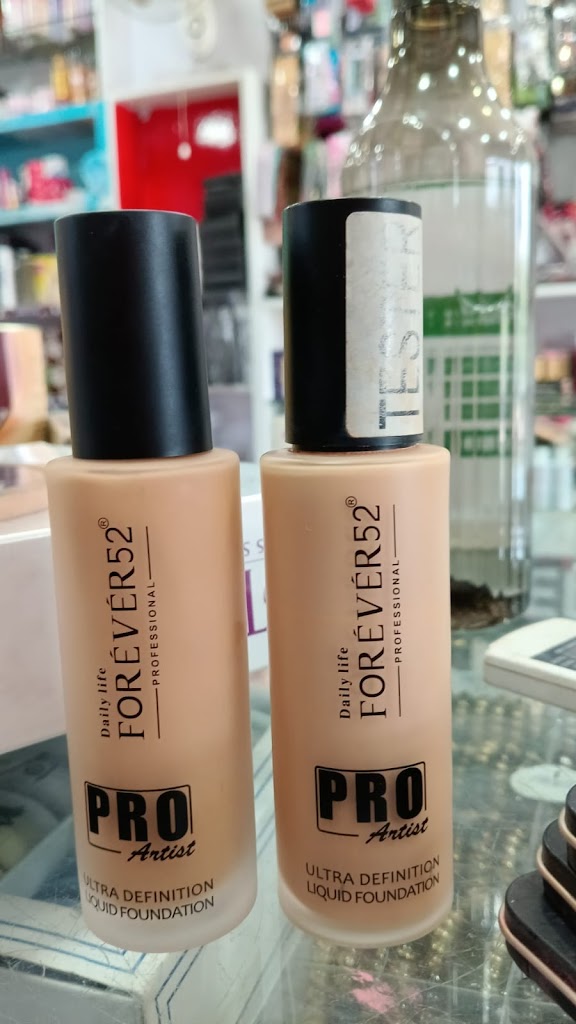 Daily life
FORÉVÉR52®
PROFESSIONAL
PRO
Artist
ULTRA DEFINITION
LIQUID FOUNDATION
TESTER
Daily life
FORÉVÉR52®
PROFESSIONAL
PRO
Artist
ULTRA DEFINITION
LIQUID FOUNDATION